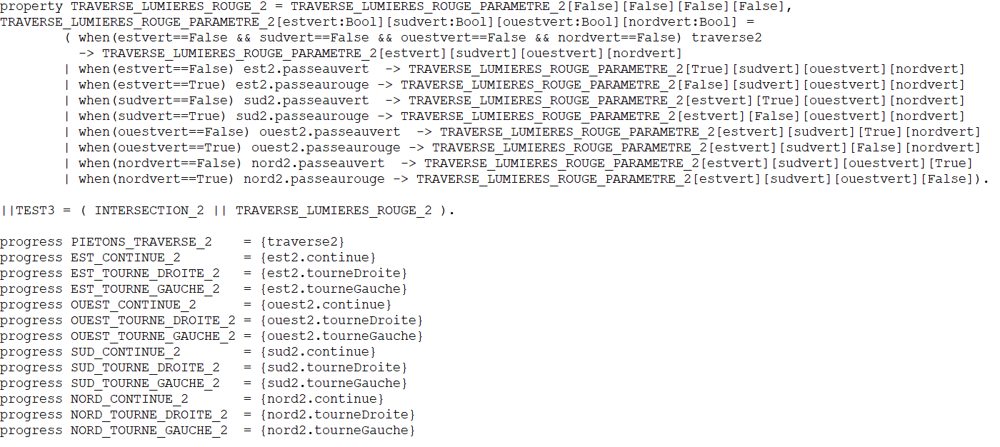 property TRAVERSE_LUMIERES_ROUGE_2 = TRAVERSE_LUMIERES_ROUGE_PARAMETRE_2[False][False][False][False],
TRAVERSE_LUMIERES_ROUGE_PARAMETRE_2[estvert:Bool][sudvert:Bool][ouestvert:Bool][nordvert:Bool] =
( when(estvert==False && sudvert==False && ouestvert==False && nordvert==False) traverse2
-> TRAVERSE_LUMIERES_ROUGE_PARAMETRE_2[estvert][sudvert][ouestvert][nordvert]
| when(estvert==False) est2.passeauvert -> TRAVERSE_LUMIERES_ROUGE_PARAMETRE_2[True][sudvert][ouestvert][nordvert]
| when(estvert==True) est2.passeaurouge -> TRAVERSE_LUMIERES_ROUGE_PARAMETRE_2[False][sudvert][ouestvert][nordvert]
| when(sudvert==False) sud2.passeauvert -> TRAVERSE_LUMIERES_ROUGE_PARAMETRE_2[estvert][True][ouestvert][nordvert]
| when(sudvert==True) sud2.passeaurouge -> TRAVERSE_LUMIERES_ROUGE_PARAMETRE_2[estvert][False][ouestvert][nordvert]
| when(ouestvert==False) ouest2.passeauvert -> TRAVERSE_LUMIERES_ROUGE_PARAMETRE_2[estvert][sudvert][True][nordvert]
| when(ouestvert==True) ouest2.passeaurouge -> TRAVERSE_LUMIERES_ROUGE_PARAMETRE_2[estvert][sudvert][False][nordvert]
| when(nordvert==False) nord2.passeauvert -> TRAVERSE_LUMIERES_ROUGE_PARAMETRE_2[estvert][sudvert][ouestvert][True]
| when(nordvert==True) nord2.passeaurouge -> TRAVERSE_LUMIERES_ROUGE_PARAMETRE_2[estvert][sudvert][ouestvert][False]).
||TEST3 = ( INTERSECTION_2 || TRAVERSE_LUMIERES_ROUGE_2 ).
progress PIETONS_TRAVERSE_2 = {traverse2}
progress EST_CONTINUE_2 = {est2.continue}
progress EST_TOURNE_DROITE_2 = {est2.tourneDroite}
progress EST_TOURNE_GAUCHE_2 = {est2.tourneGauche}
progress OUEST_CONTINUE_2 = {ouest2.continue}
progress OUEST_TOURNE_DROITE_2 = {ouest2.tourneDroite}
progress OUEST_TOURNE_GAUCHE_2 = {ouest2.tourneGauche}
progress SUD_CONTINUE_2 = {sud2.continue}
progress SUD_TOURNE_DROITE_2 = {sud2.tourneDroite}
progress SUD_TOURNE_GAUCHE_2 = {sud2.tourneGauche}
progress NORD_CONTINUE_2 = {nord2.continue}
progress NORD_TOURNE_DROITE_2 = {nord2.tourneDroite}
progress NORD_TOURNE_GAUCHE_2 = {nord2.tourneGauche}